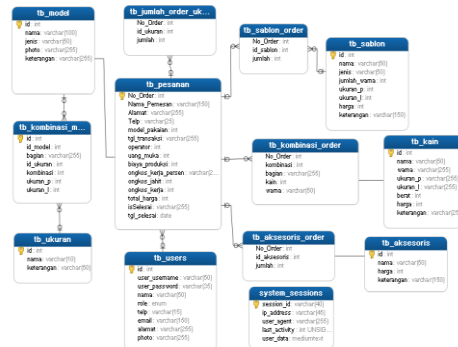 tb_model
id : int
nama : varchar(100)
jenis : varchar(50)
photo : varchar(255)
keterangan : varchar(255)
tb_jumlah_order_uk...
No_Order : int
id_ukuran : int
jumlah : int
tb_sablon_order
No_Order : int
id_sablon : int
jumlah : int
tb_sablon
id : int
nama : varchar(50)
jenis : varchar(50)
jumlah_warna : int
ukuran_p : int
ukuran_l : int
harga : int
keterangan : varchar(150)
tb_pesanan
No_Order : int
Nama_Pemesan : varchar(150)
Alamat : varchar(255)
Telp : varchar(25)
model_pakaian : int
tgl_transaksi : varchar(255)
operator : int
uang_muka : int
biaya_produksi : int
ongkos_kerja_persen : varchar(2...
ongkos_jahit : int
ongkos_kerja : int
total_harga : int
isSelesai : varchar(255)
tgl_selesai : date
tb_kombinasi_m...
id : int
id_model : int
bagian : varchar(255)
id_ukuran : int
kombinasi : int
ukuran_p : int
ukuran_l : int
tb_kombinasi_order
No_Order : int
kombinasi : int
bagian : varchar(255)
kain : int
warna : varchar(50)
tb_kain
id : int
nama : varchar(50)
warna : varchar(255)
ukuran_p : varchar(255)
ukuran_l : varchar(255)
berat : int
harga : int
keterangan : varchar(255)
tb_ukuran
id : int
nama : varchar(10)
keterangan : varchar(50)
tb_users
id : int
user_username : varchar(50)
user_password : varchar(35)
nama : varchar(50)
role : enum
telp : varchar(15)
email : varchar(150)
alamat : varchar(255)
photo : varchar(255)
tb_aksesoris_order
No_Order : int
id_aksesoris : int
jumlah : int
tb_aksesoris
id : int
nama : varchar(50)
harga : int
keterangan : varchar(150)
system_sessions
session_id : varchar(40)
ip_address : varchar(45)
user_agent : varchar(255)
last_activity : int UNSIG...
user_data : mediumtext